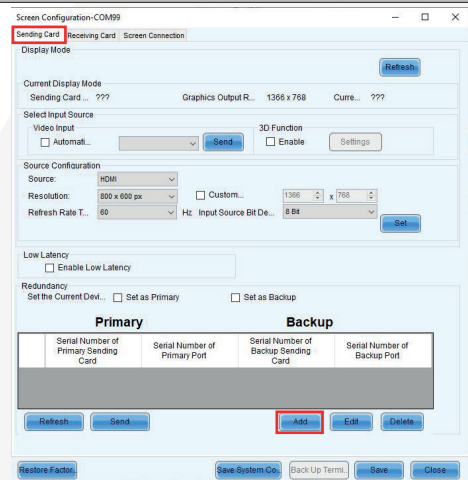 Screen Configuration-COM99
Sending Card Receiving Card Screen Connection
Display Mode
Refresh
Current Display Mode
Sending Card ... ??? Graphics Output R... 1366 x 768 Curre... ???
Select Input Source
Video Input 3D Function
Automati... Send Enable Settings
Source Configuration
Source: HDMI
Resolution: 800 x 600 px Custom... 1366 x 768
Refresh Rate T... 60 Hz Input Source Bit De... 8 Bit
Set
Low Latency
Enable Low Latency
Redundancy
Set the Current Devi... Set as Primary Set as Backup
Primary Backup
Serial Number of Primary Sending Card Serial Number of Primary Port Serial Number of Backup Sending Card Serial Number of Backup Port
Refresh Send Add Edit Delete
Restore Factor.. Save System Co.. Back Up Termi.. Save Close